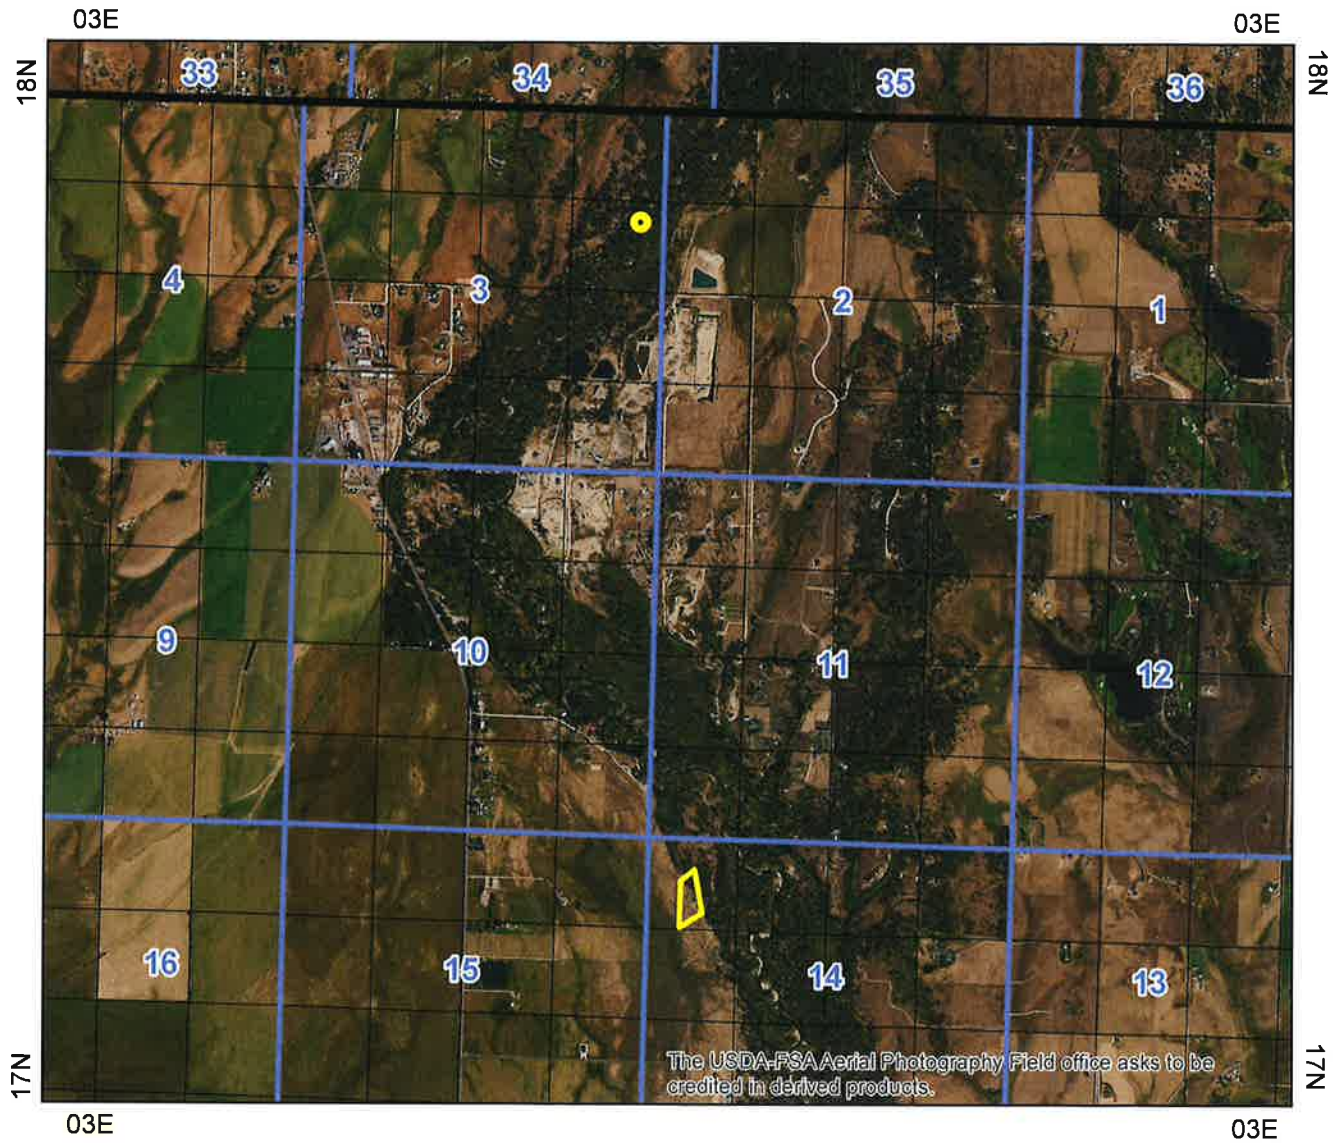 03E 03E
18N 18N
33 34 35 36
4 3 2 1
9 10 11 12
16 15 14 13
The USDA-FSA Aerial Photography Field office asks to be
credited in derived products.
17N 17N
03E 03E